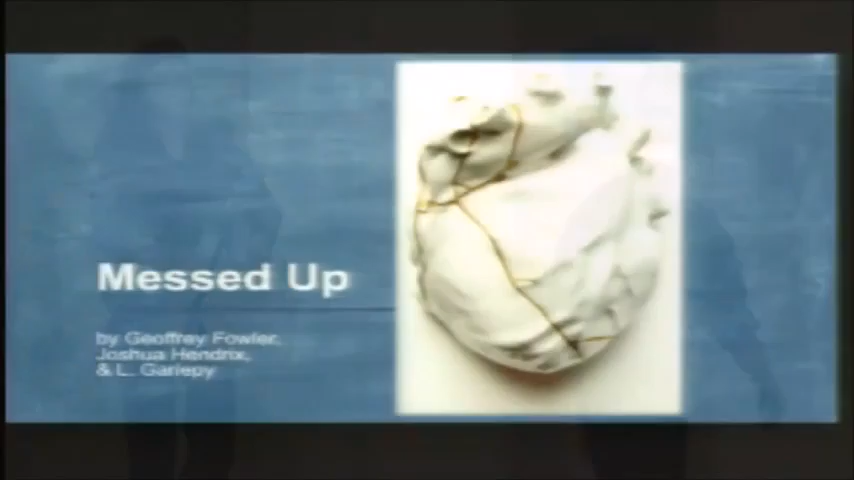 Messed Up
by Geoffrey Fowler,
Joshua Hendrix,
& L. Gariepy